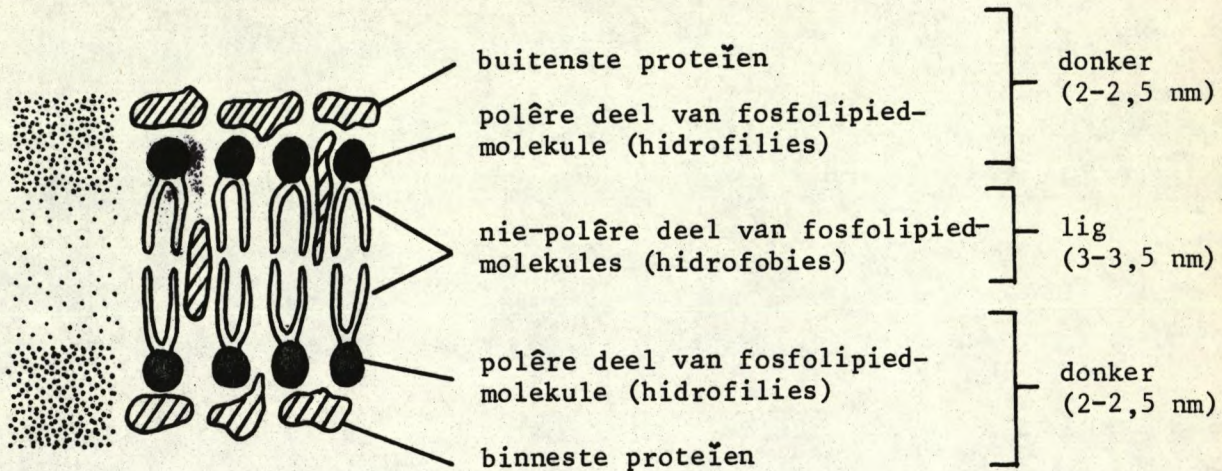 buitenste proteïen
polêre deel van fosfolipied-
molekule (hidrofilies)
nie-polêre deel van fosfolipied-
molekules (hidrofobies)
polêre deel van fosfolipied-
molekule (hidrofilies)
binneste proteïen
donker
(2-2,5 nm)
lig
(3-3,5 nm)
donker
(2-2,5 nm)